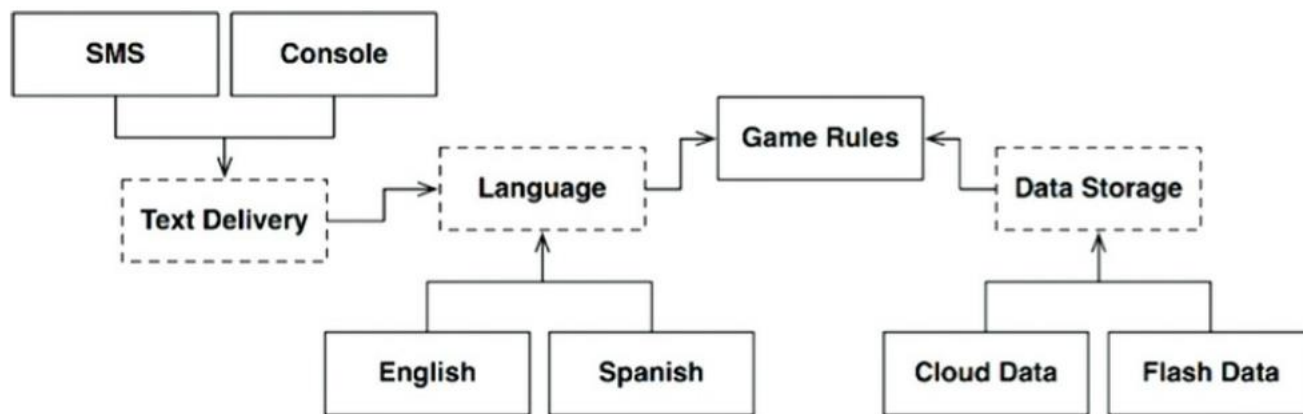 SMS
Console
Game Rules
Text Delivery
Language
Data Storage
English
Spanish
Cloud Data
Flash Data